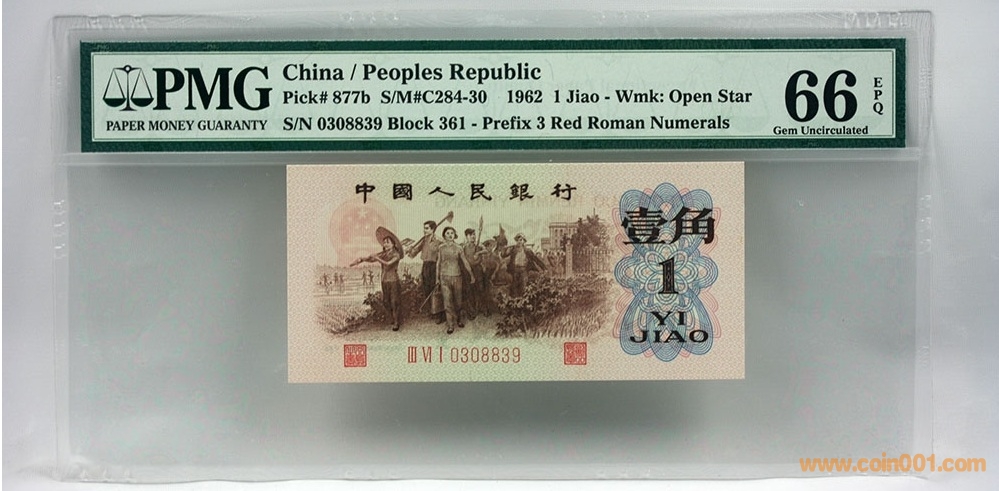 PMG
PAPER MONEY GUARANTY
China / Peoples Republic
Pick# 877b S/M#C284-30 1962 1 Jiao - Wmk: Open Star
S/N 0308839 Block 361 - Prefix 3 Red Roman Numerals
66
EPQ
Gem Uncirculated
中國人民銀行
壹角
1
YI
JIAO
III VI I 0308839
www.coin001.com